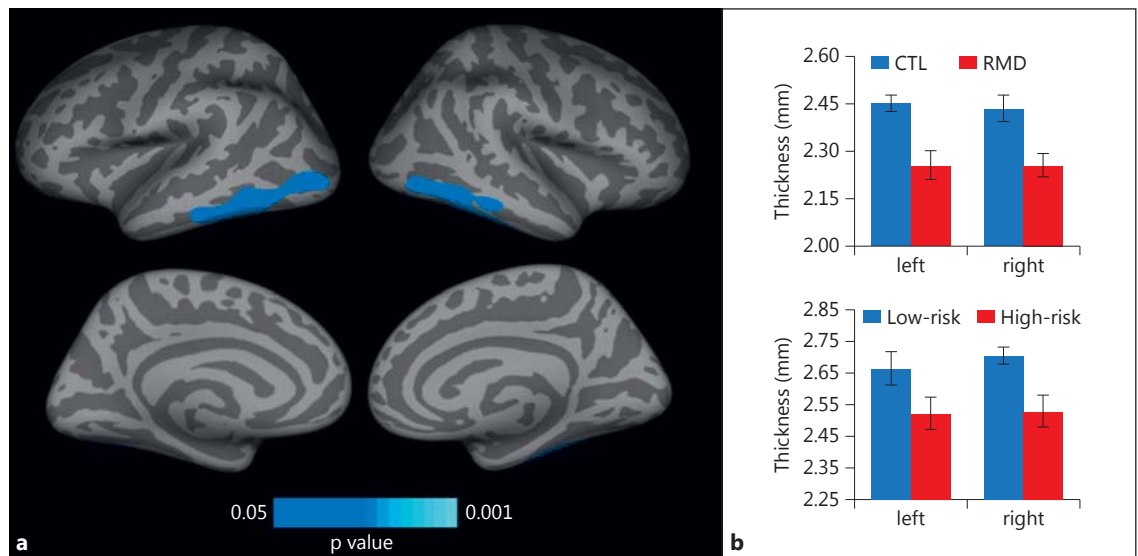 0.05
0.001
p value
a
2.60
2.45
2.30
2.15
2.00
Thickness (mm)
CTL
RMD
left
right
2.85
2.75
2.65
2.55
2.45
2.35
2.25
Thickness (mm)
Low-risk
High-risk
left
right
b